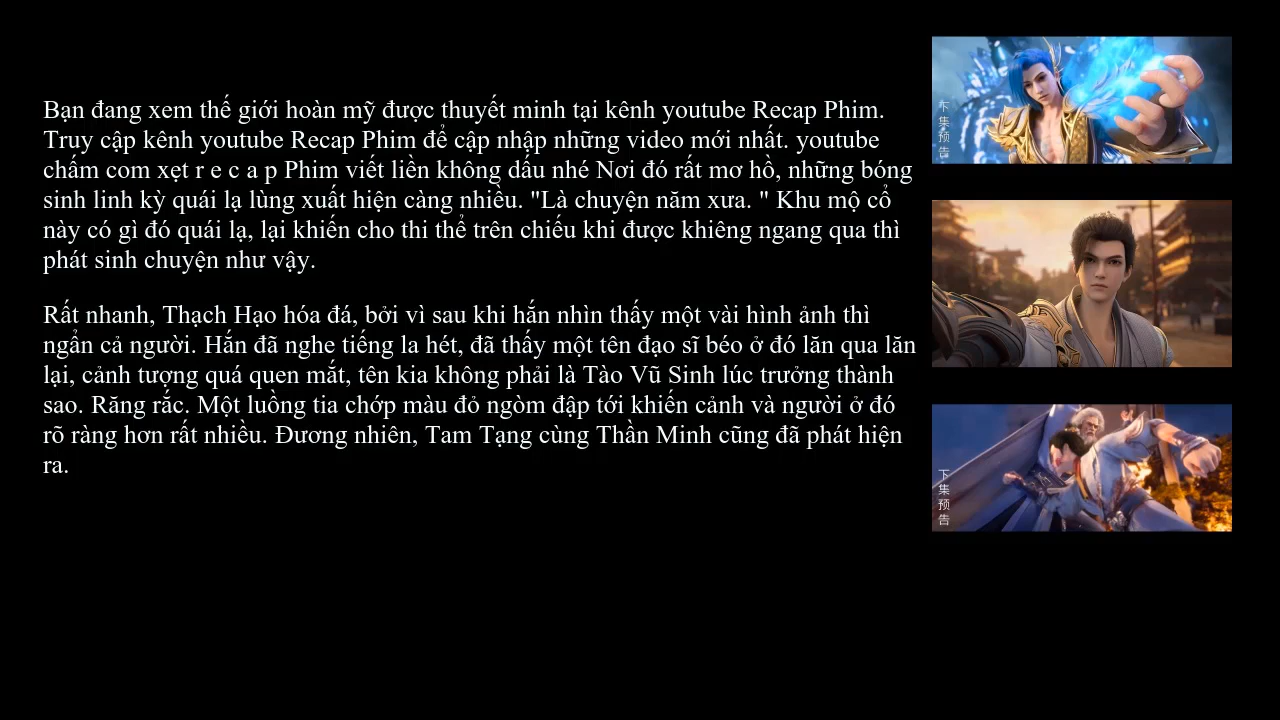 Bạn đang xem thế giới hoàn mỹ được thuyết minh tại kênh youtube Recap Phim.
Truy cập kênh youtube Recap Phim để cập nhập những video mới nhất. youtube
chấm com xẹt r e c a p Phim viết liền không dấu nhé Nơi đó rất mơ hồ, những bóng
sinh linh kỳ quái lạ lùng xuất hiện càng nhiều. "Là chuyện năm xưa. " Khu mộ cổ
này có gì đó quái lạ, lại khiến cho thi thể trên chiếu khi được khiêng ngang qua thì
phát sinh chuyện như vậy.
Rất nhanh, Thạch Hạo hóa đá, bởi vì sau khi hắn nhìn thấy một vài hình ảnh thì
ngẩn cả người. Hắn đã nghe tiếng la hét, đã thấy một tên đạo sĩ béo ở đó lăn qua lăn
lại, cảnh tượng quá quen mắt, tên kia không phải là Tào Vũ Sinh lúc trưởng thành
sao. Răng rắc. Một luồng tia chớp màu đỏ ngòm đập tới khiến cảnh và người ở đó
rõ ràng hơn rất nhiều. Đương nhiên, Tam Tạng cùng Thần Minh cũng đã phát hiện
ra.
下集预告
下集预告